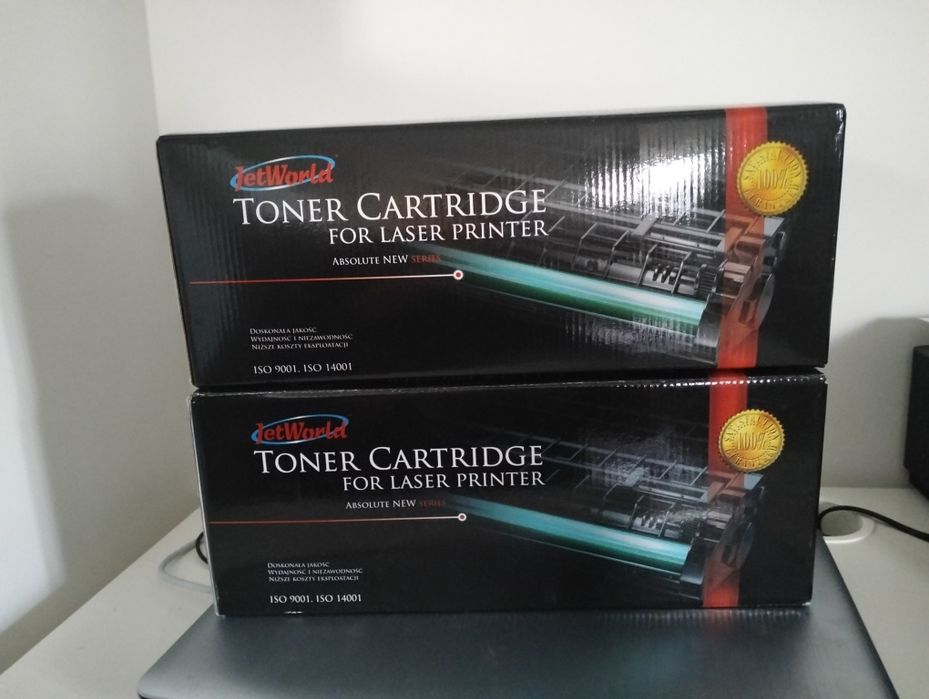 JetWorld
TONER CARTRIDGE
FOR LASER PRINTER
ABSOLUTE NEW SERIES
100%
DOSKONAŁA JAKOŚĆ
WYDAJNOŚĆ I NIEZAWODNOŚĆ
NIŻSZE KOSZTY EKSPLOATACJI
ISO 9001, ISO 14001
JetWorld
TONER CARTRIDGE
FOR LASER PRINTER
ABSOLUTE NEW SERIES
100%
DOSKONAŁA JAKOŚĆ
WYDAJNOŚĆ I NIEZAWODNOŚĆ
NIŻSZE KOSZTY EKSPLOATACJI
ISO 9001, ISO 14001